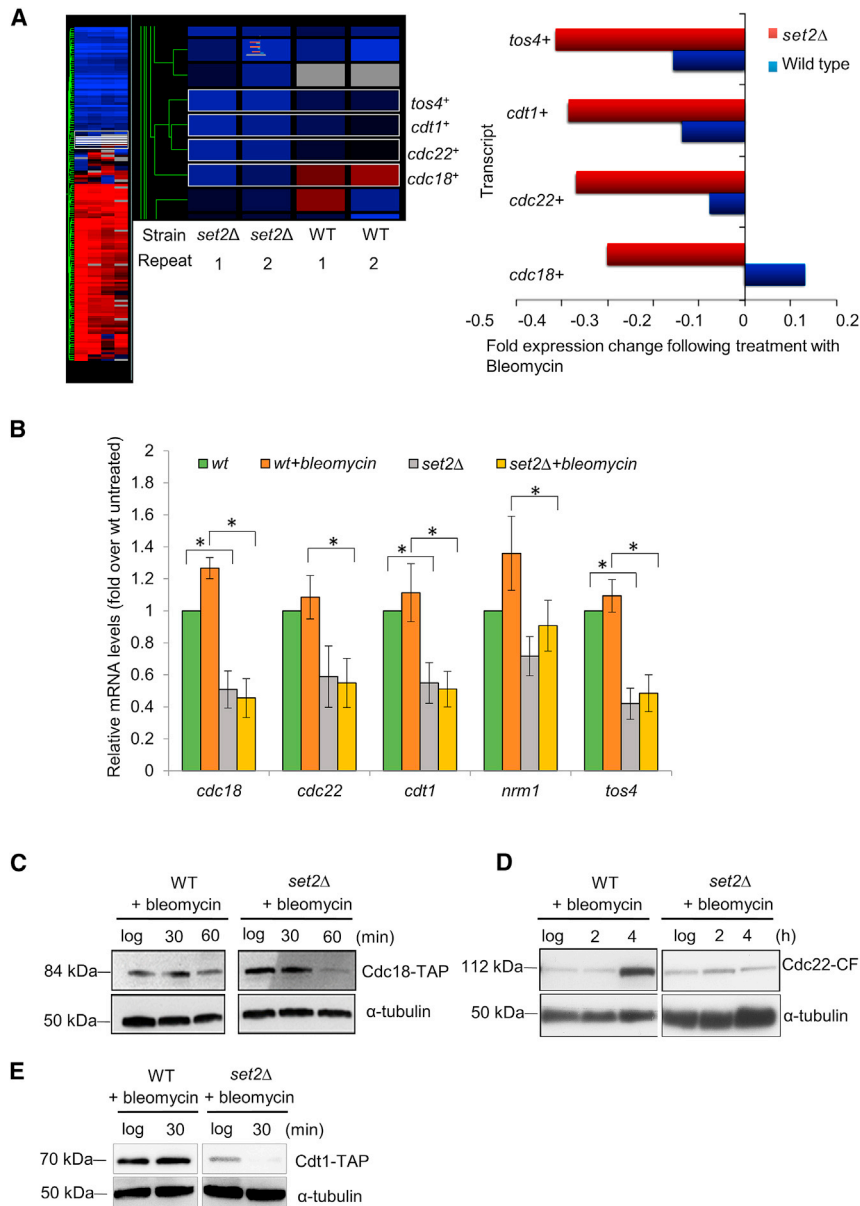 A
tos4+
cdt1+
cdc22+
cdc18+
Strain set2Δ set2Δ WT WT
Repeat 1 2 1 2
set2Δ
Wild type
Transcript
tos4+
cdt1+
cdc22+
cdc18+
-0.5 -0.4 -0.3 -0.2 -0.1 0 0.1 0.2
Fold expression change following treatment with
Bleomycin
B
Relative mRNA levels (fold over wt untreated)
2
1.8
1.6
1.4
1.2
1
0.8
0.6
0.4
0.2
0
wt wt+bleomycin set2Δ set2Δ+bleomycin
* * * * * * * *
cdc18 cdc22 cdt1 nrm1 tos4
C
WT set2Δ
+ bleomycin + bleomycin
log 30 60 log 30 60 (min)
84 kDa Cdc18-TAP
50 kDa α-tubulin
D
WT set2Δ
+ bleomycin + bleomycin
log 2 4 log 2 4 (h)
112 kDa Cdc22-CF
50 kDa α-tubulin
E
WT set2Δ
+ bleomycin + bleomycin
log 30 log 30 (min)
70 kDa Cdt1-TAP
50 kDa α-tubulin